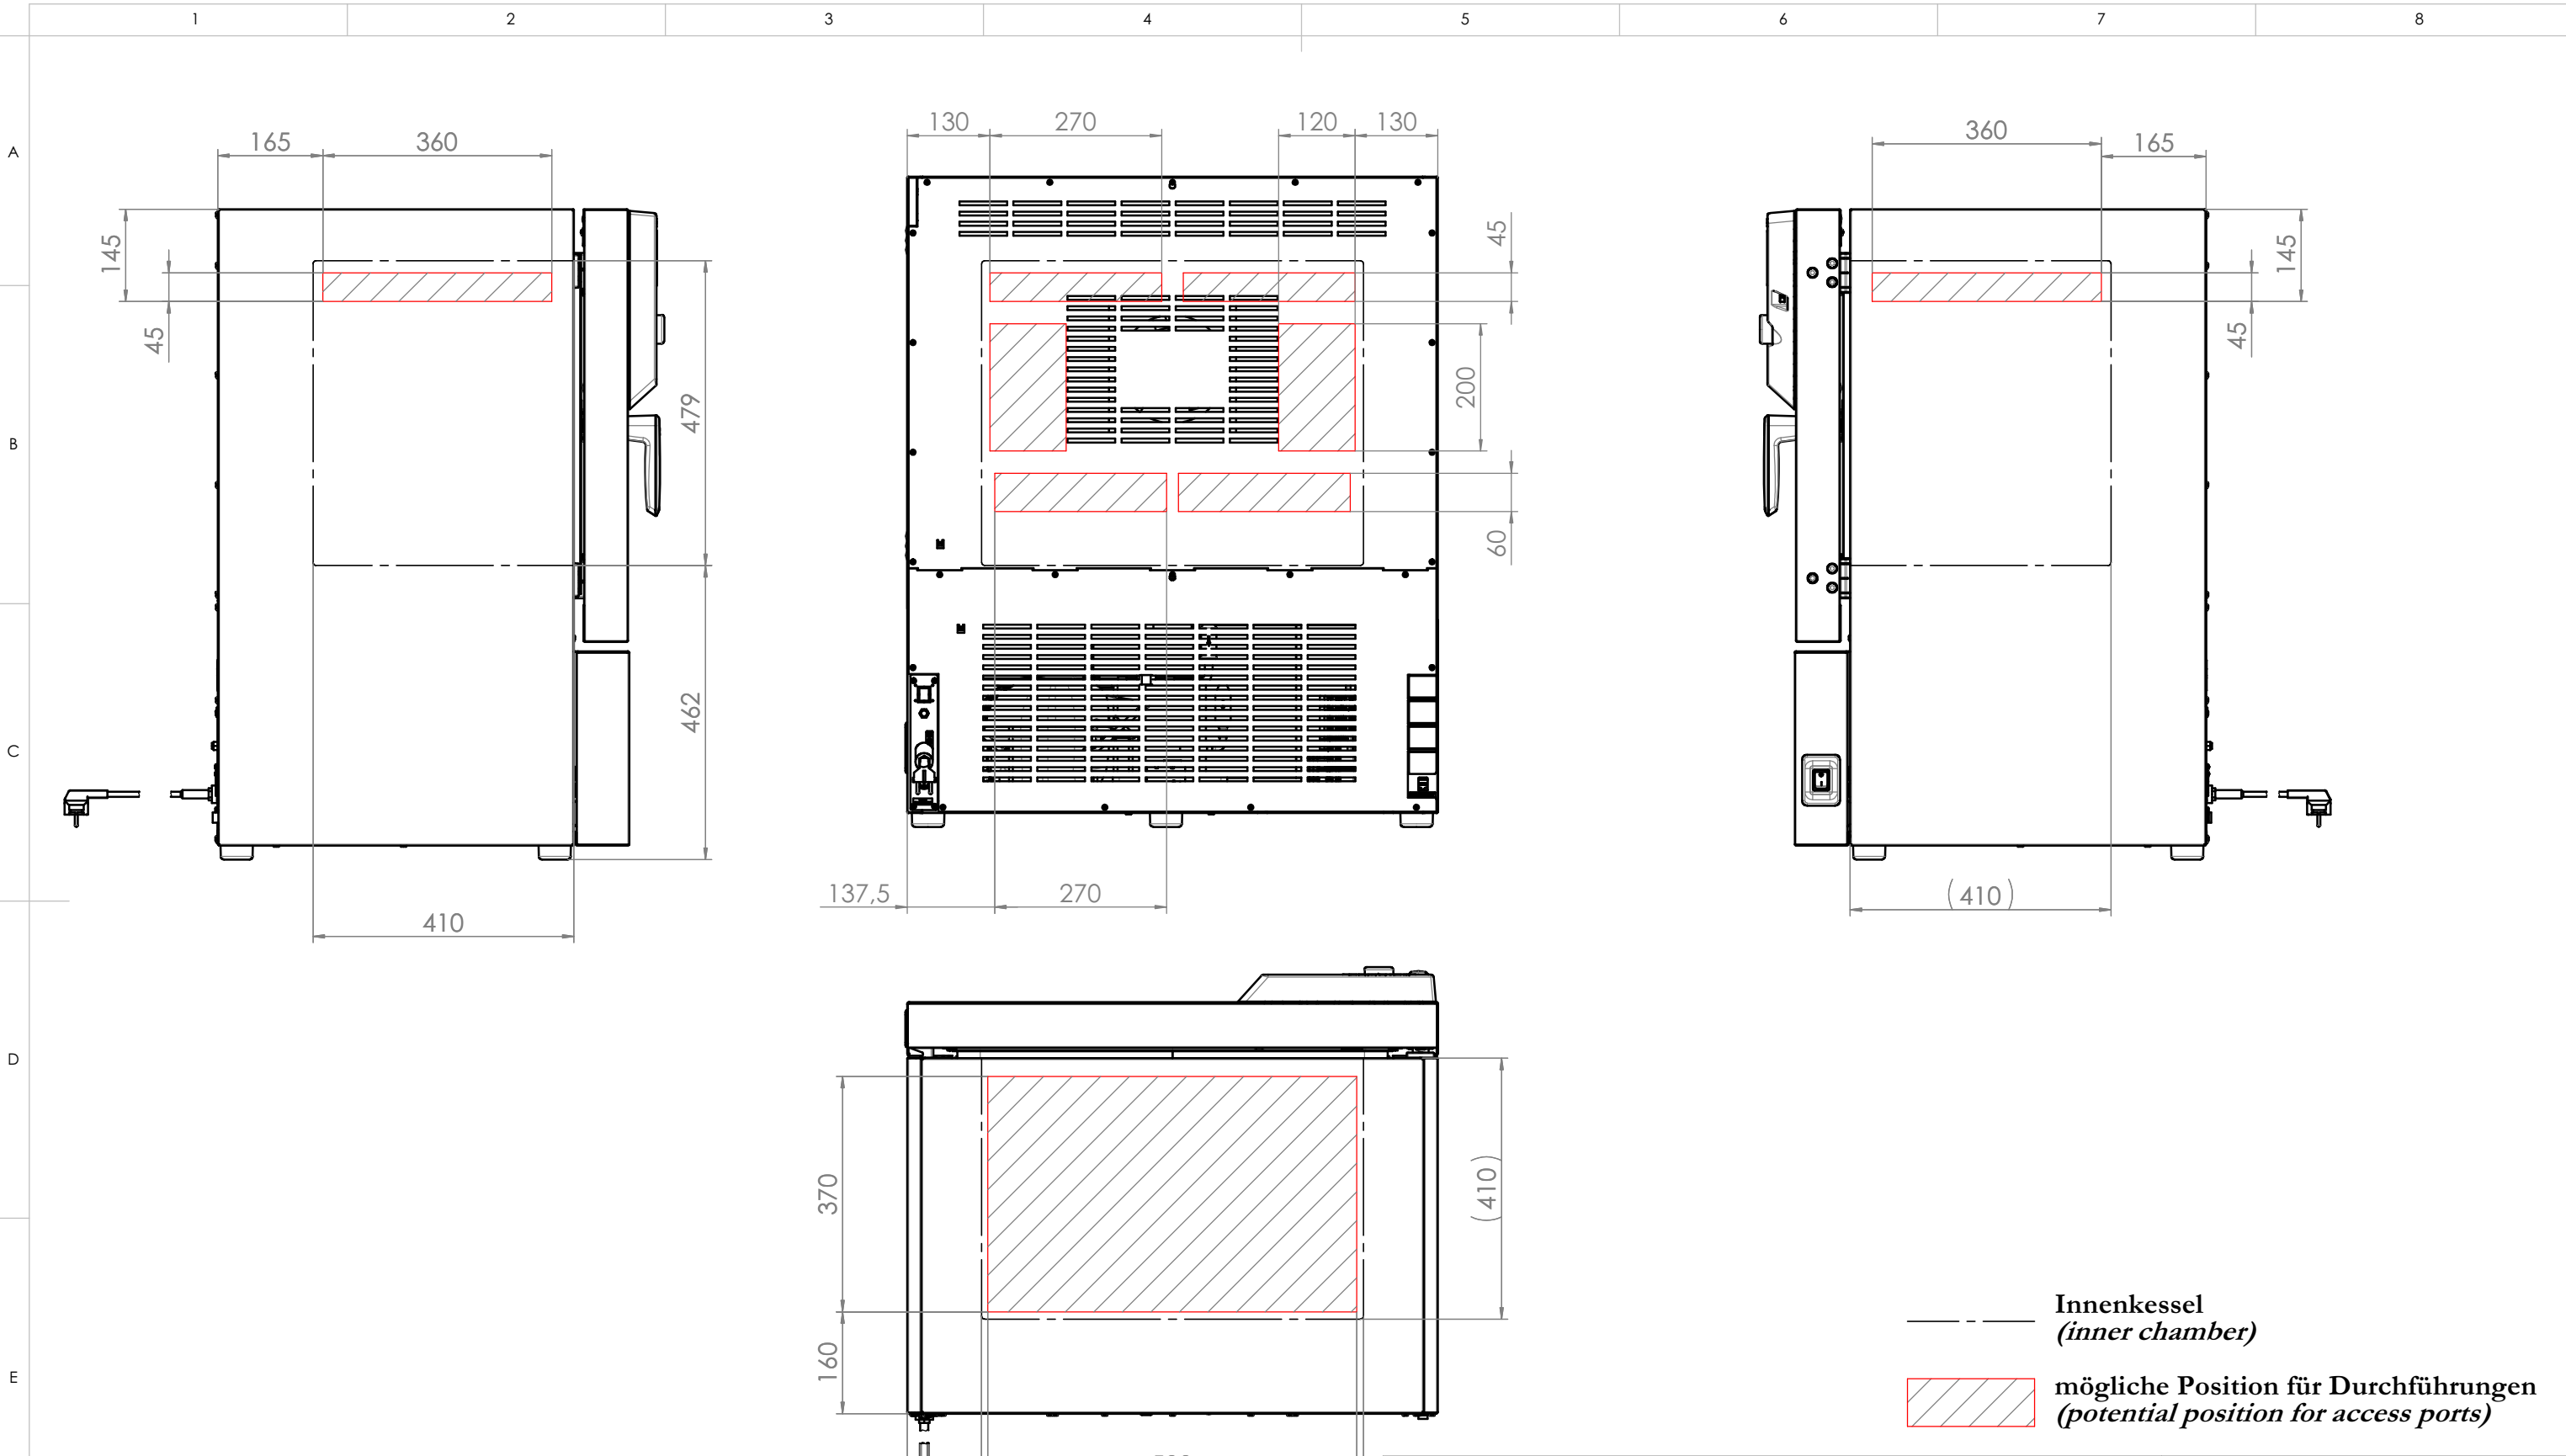 1 2 3 4 5 6 7 8
A
B
C
D
E
165 360
145
45
479
462
410
130 270 120 130
45
200
60
137,5 270
360 165
145
45
(410)
370
160
(410)
Innenkessel
(inner chamber)
mögliche Position für Durchführungen
(potential position for access ports)